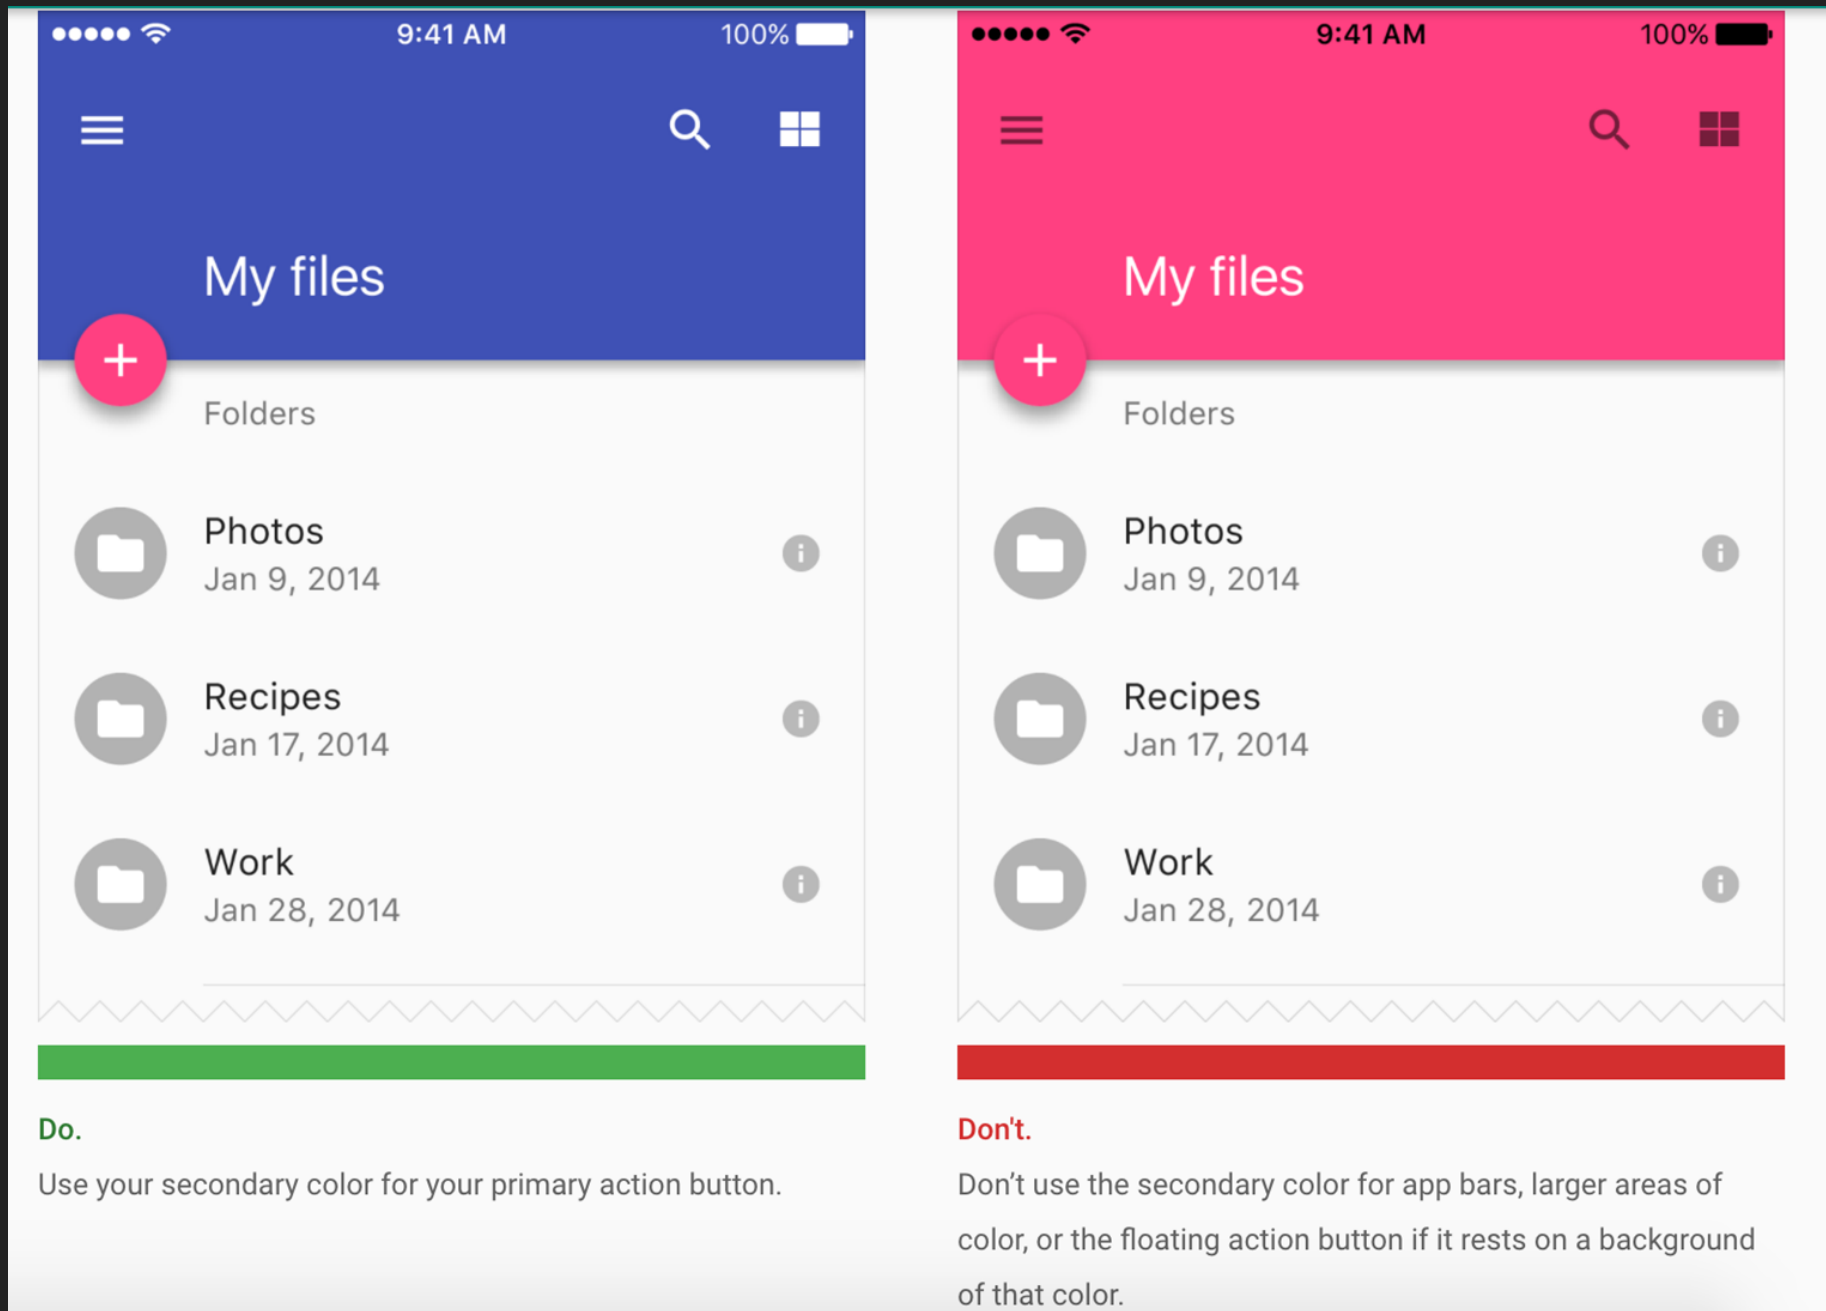 9:41 AM
100%
My files
Folders
Photos
Jan 9, 2014
Recipes
Jan 17, 2014
Work
Jan 28, 2014
Do.
Use your secondary color for your primary action button.
9:41 AM
100%
My files
Folders
Photos
Jan 9, 2014
Recipes
Jan 17, 2014
Work
Jan 28, 2014
Don't.
Don’t use the secondary color for app bars, larger areas of
color, or the floating action button if it rests on a background
of that color.